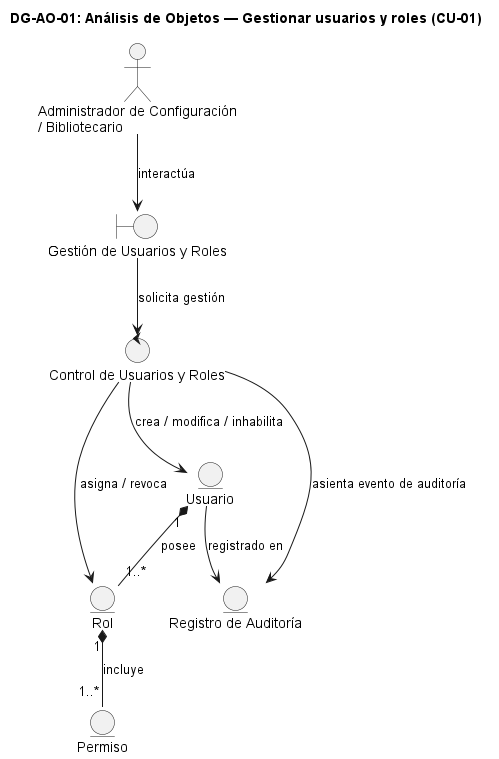 DG-AO-01: Análisis de Objetos — Gestionar usuarios y roles (CU-01)
Administrador de Configuración
/ Bibliotecario
interactúa
Gestión de Usuarios y Roles
solicita gestión
Control de Usuarios y Roles
crea / modifica / inhabilita
asigna / revoca
asienta evento de auditoría
Usuario
1
posee
registrado en
1..*
Rol
Registro de Auditoría
1
incluye
1..*
Permiso